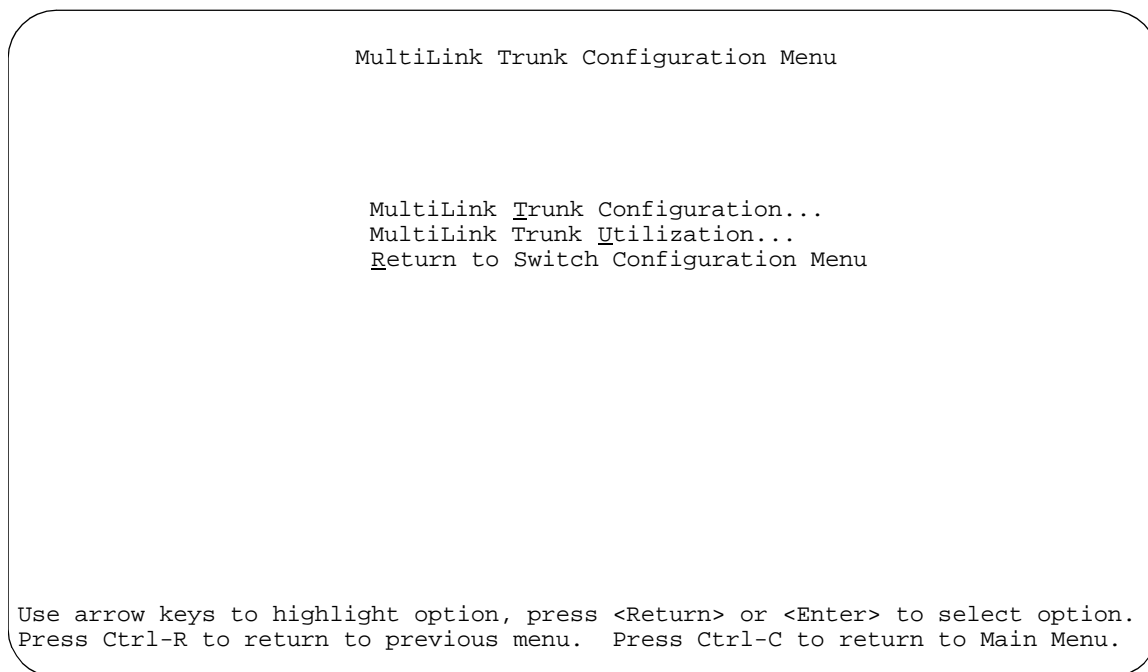 MultiLink Trunk Configuration Menu
MultiLink Trunk Configuration...
MultiLink Trunk Utilization...
Return to Switch Configuration Menu
Use arrow keys to highlight option, press <Return> or <Enter> to select option.
Press Ctrl-R to return to previous menu.  Press Ctrl-C to return to Main Menu.